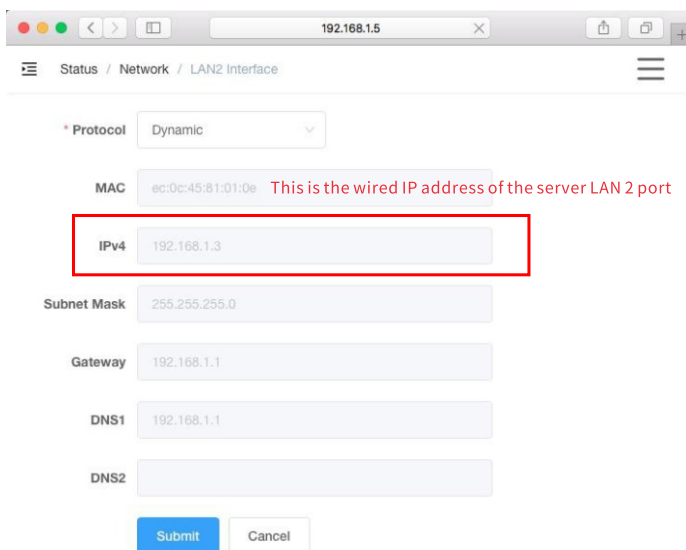 192.168.1.5
Status / Network / LAN2 Interface
* Protocol Dynamic
MAC ec:0c:45:81:01:0e This is the wired IP address of the server LAN 2 port
IPv4 192.168.1.3
Subnet Mask 255.255.255.0
Gateway 192.168.1.1
DNS1 192.168.1.1
DNS2
Submit Cancel